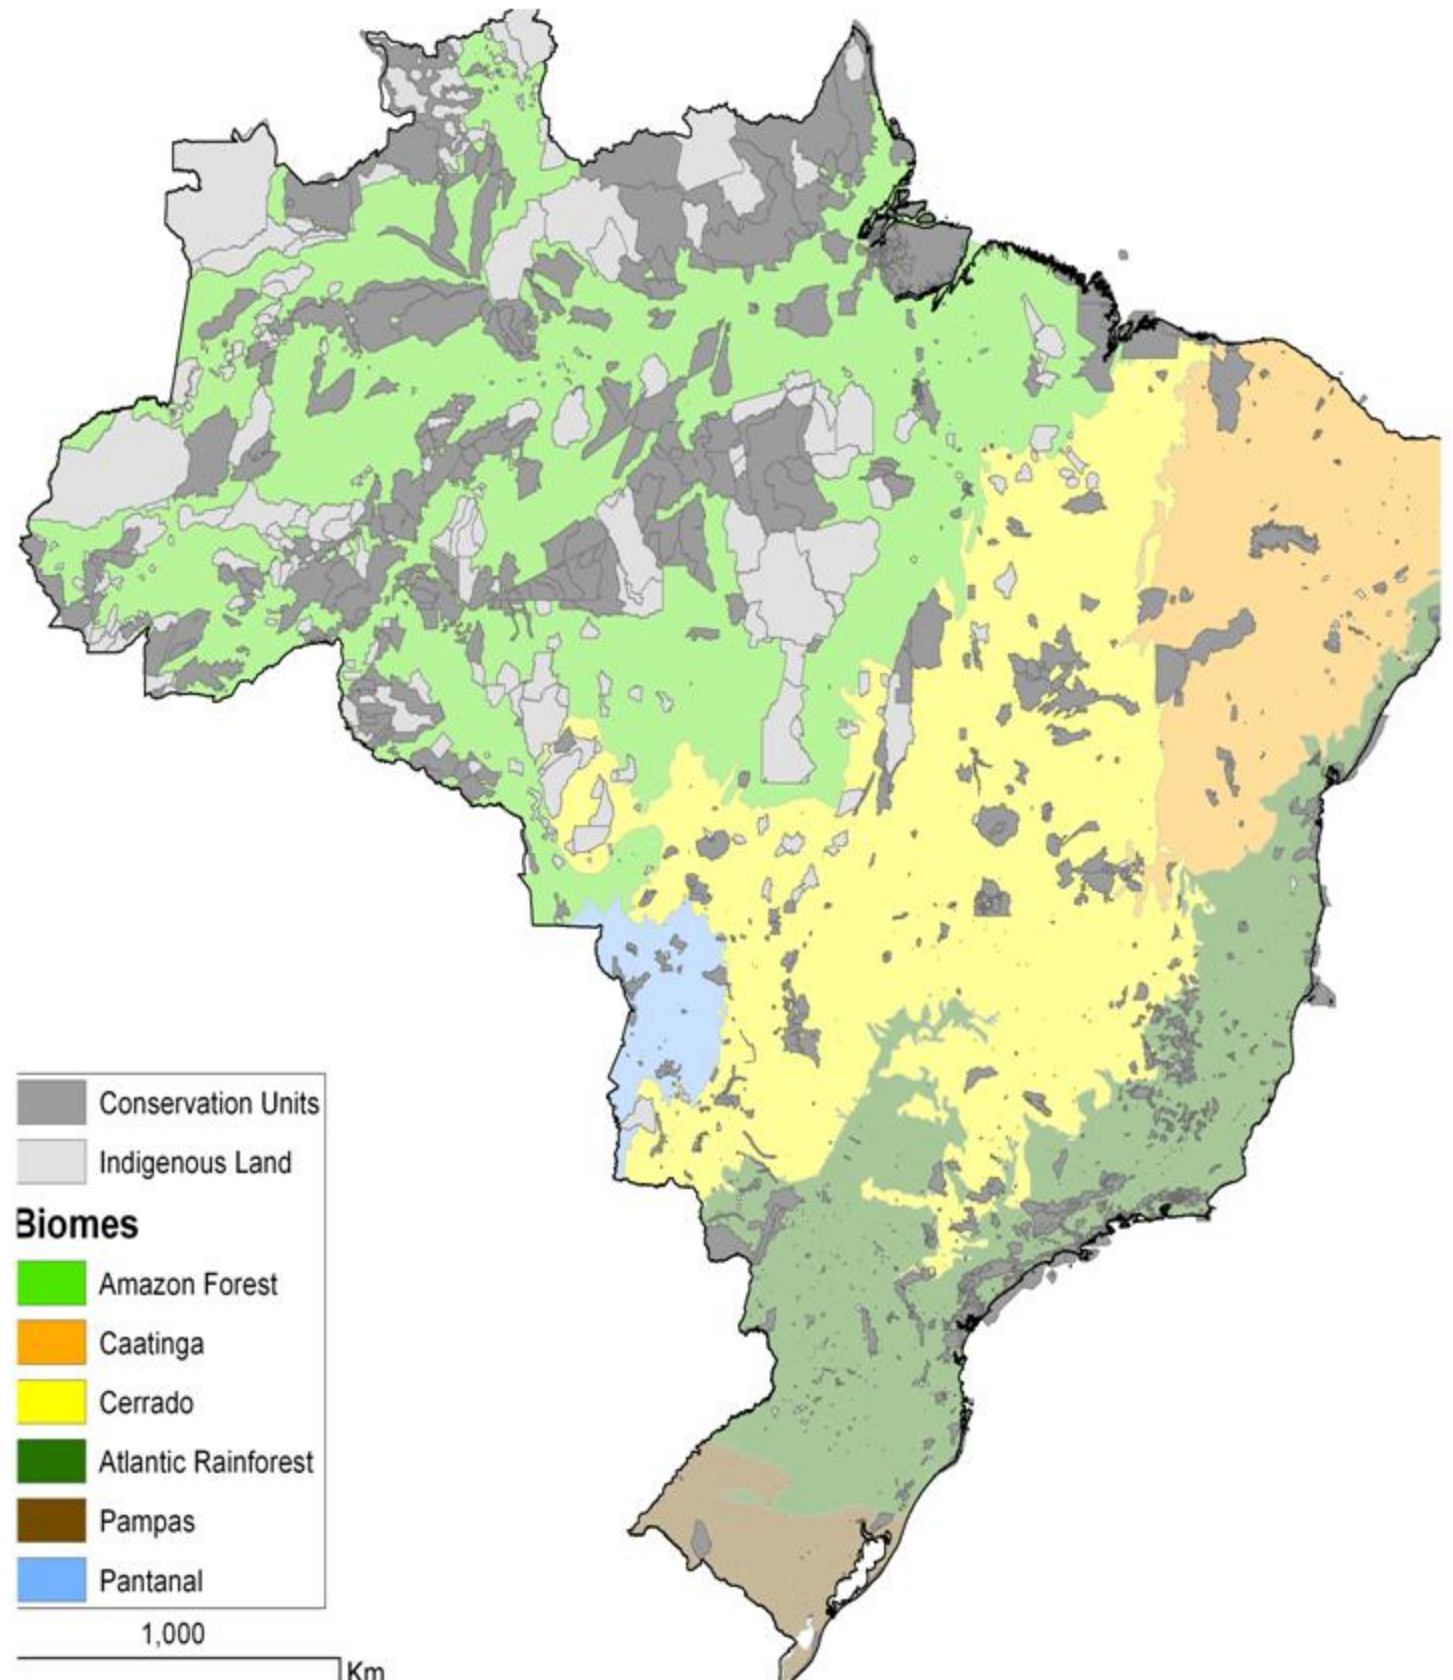 Conservation Units
Indigenous Land
Biomes
Amazon Forest
Caatinga
Cerrado
Atlantic Rainforest
Pampas
Pantanal
1,000
Km